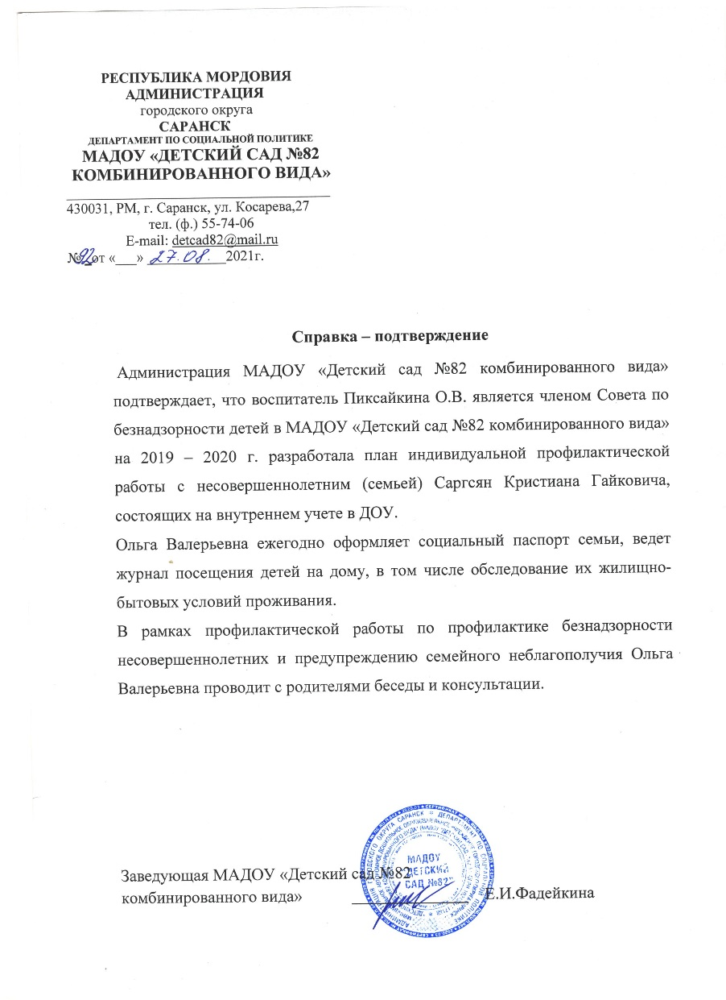 РЕСПУБЛИКА МОРДОВИЯ
АДМИНИСТРАЦИЯ
городского округа
САРАНСК
ДЕПАРТАМЕНТ ПО СОЦИАЛЬНОЙ ПОЛИТИКЕ
МАДОУ «ДЕТСКИЙ САД №82
КОМБИНИРОВАННОГО ВИДА»
430031, РМ, г. Саранск, ул. Косарева,27
тел. (ф.) 55-74-06
E-mail: detcad82@mail.ru
№92 от «___» 27.08. 2021г.
Справка – подтверждение
Администрация МАДОУ «Детский сад №82 комбинированного вида»
подтверждает, что воспитатель Пиксайкина О.В. является членом Совета по
безнадзорности детей в МАДОУ «Детский сад №82 комбинированного вида»
на 2019 – 2020 г. разработала план индивидуальной профилактической
работы с несовершеннолетним (семьей) Саргсян Кристиана Гайковича,
состоящих на внутреннем учете в ДОУ.
Ольга Валерьевна ежегодно оформляет социальный паспорт семьи, ведет
журнал посещения детей на дому, в том числе обследование их жилищно-
бытовых условий проживания.
В рамках профилактической работы по профилактике безнадзорности
несовершеннолетних и предупреждению семейного неблагополучия Ольга
Валерьевна проводит с родителями беседы и консультации.
Заведующая МАДОУ «Детский сад №82
комбинированного вида» Е.И.Фадейкина
МАДОУ
"ДЕТСКИЙ
САД №82"